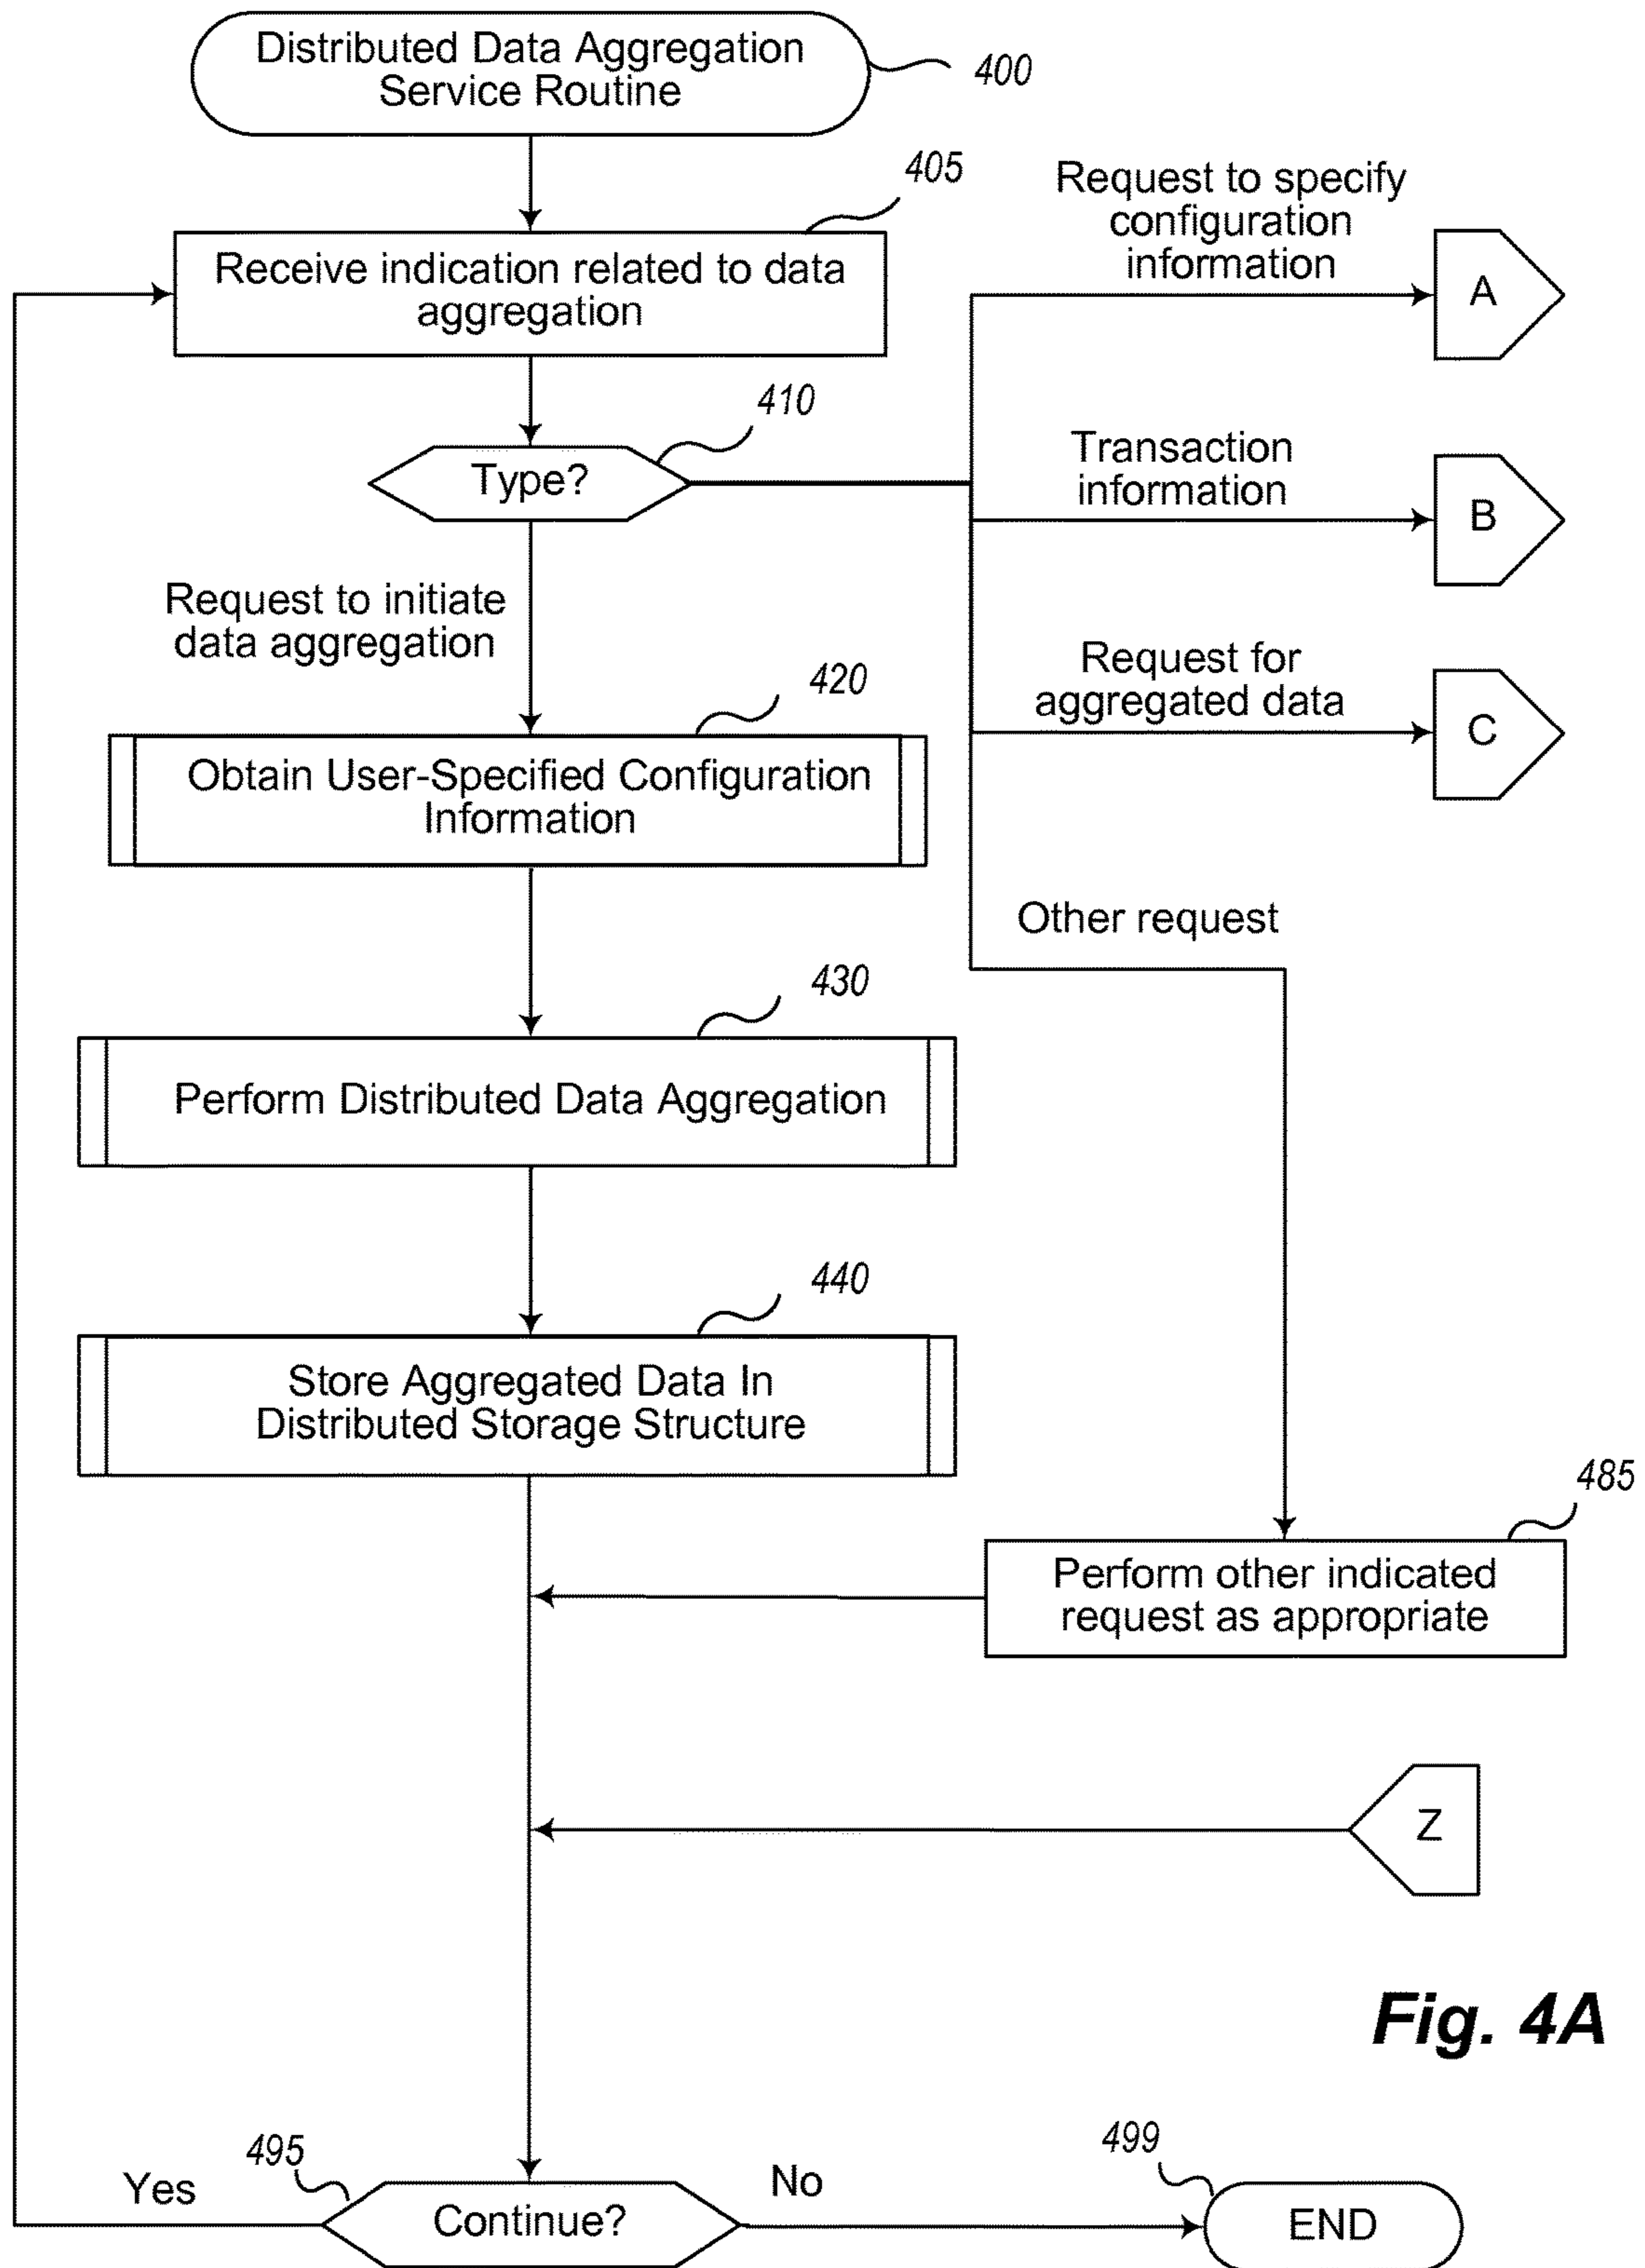 Distributed Data Aggregation
Service Routine
400
405
Receive indication related to data
aggregation
Request to specify
configuration
information
A
410
Type?
Transaction
information
B
Request to initiate
data aggregation
Request for
aggregated data
C
420
Obtain User-Specified Configuration
Information
Other request
430
Perform Distributed Data Aggregation
440
Store Aggregated Data In
Distributed Storage Structure
485
Perform other indicated
request as appropriate
Z
Fig. 4A
495
Yes
Continue?
No
499
END